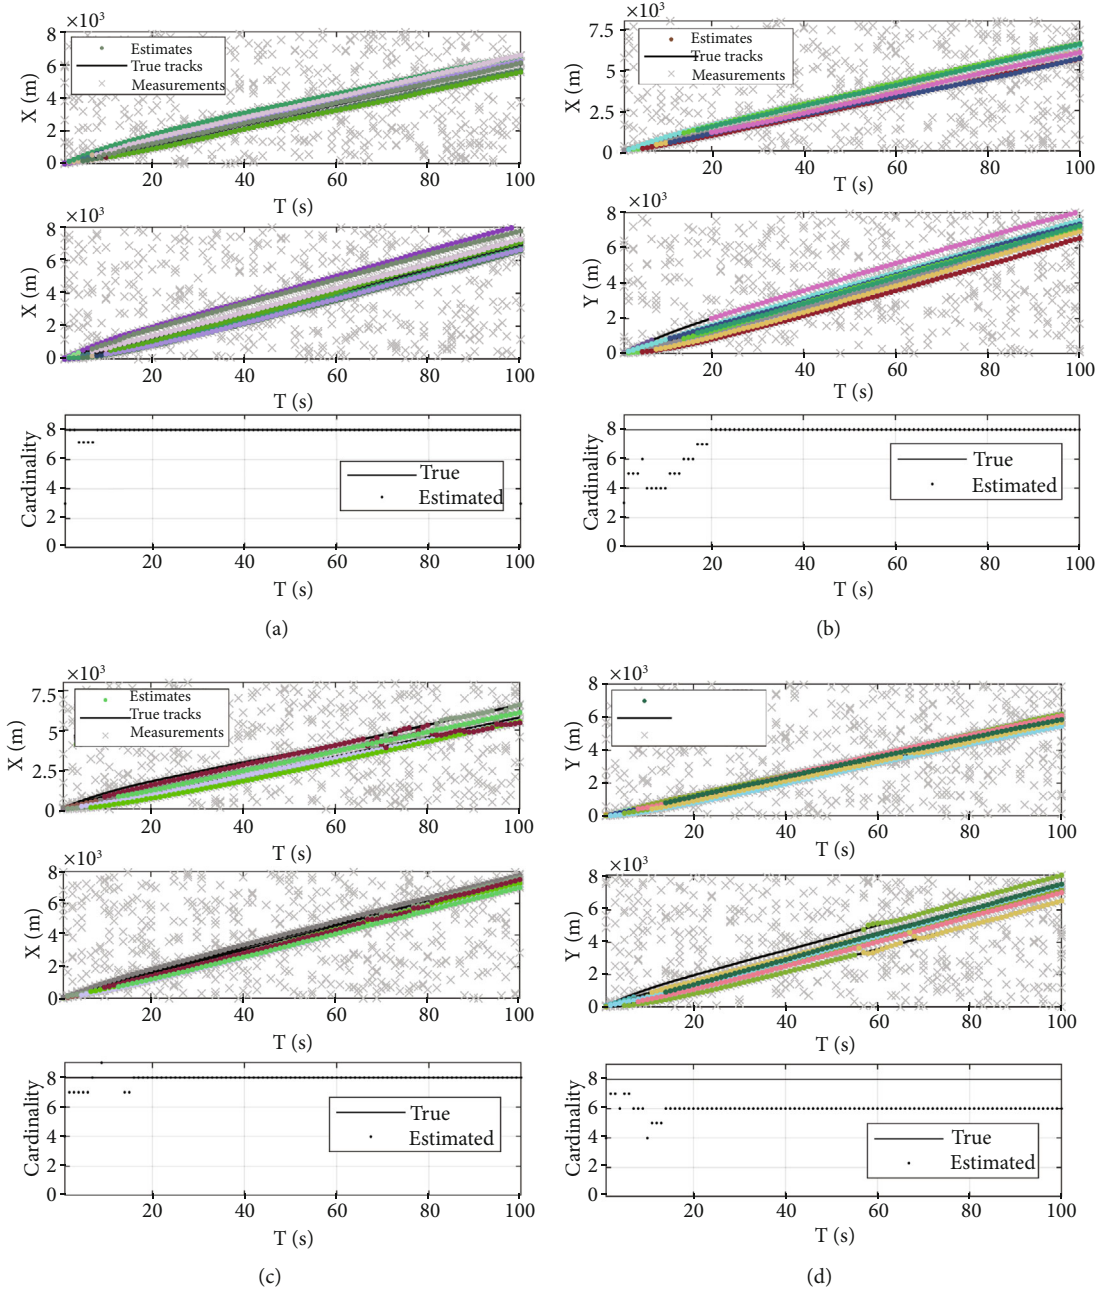 ×10³
8
6
4
2
0
X (m)
Estimates
True tracks
Measurements
20 40 60 80 100
T (s)
×10³
8
6
4
2
0
X (m)
20 40 60 80 100
T (s)
8
6
4
2
0
Cardinality
True
Estimated
20 40 60 80 100
T (s)
(a)
×10³
7.5
5
2.5
0
X (m)
Estimates
True tracks
Measurements
20 40 60 80 100
T (s)
×10³
8
6
4
2
0
Y (m)
20 40 60 80 100
T (s)
8
6
4
2
0
Cardinality
True
Estimated
20 40 60 80 100
T (s)
(b)
×10³
7.5
5
2.5
0
X (m)
Estimates
True tracks
Measurements
20 40 60 80 100
T (s)
×10³
8
6
4
2
0
X (m)
20 40 60 80 100
T (s)
8
6
4
2
0
Cardinality
True
Estimated
20 40 60 80 100
T (s)
(c)
8
6
4
2
0
Y (m)
20 40 60 80 100
T (s)
×10³
8
6
4
2
0
Y (m)
20 40 60 80 100
T (s)
8
6
4
2
0
Cardinality
True
Estimated
20 40 60 80 100
T (s)
(d)